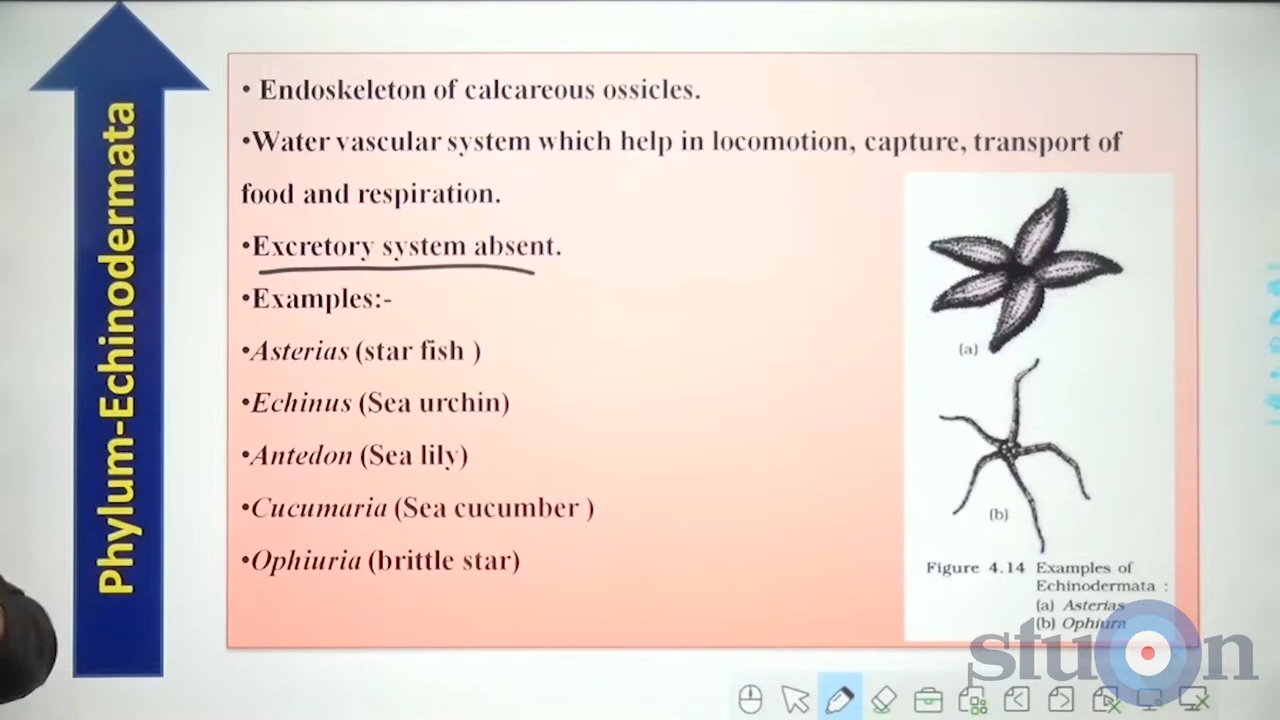 Phylum-Echinodermata
• Endoskeleton of calcareous ossicles.
•Water vascular system which help in locomotion, capture, transport of
food and respiration.
•Excretory system absent.
•Examples:-
•Asterias (star fish )
•Echinus (Sea urchin)
•Antedon (Sea lily)
•Cucumaria (Sea cucumber )
•Ophiuria (brittle star)
(a)
(b)
Figure 4.14 Examples of
Echinodermata :
(a) Asterias
(b) Ophiura
stuon